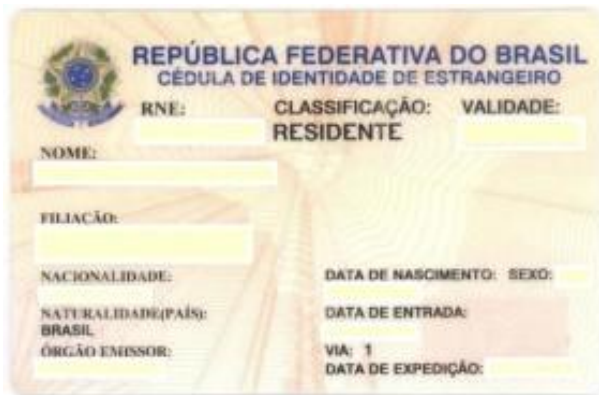 REPÚBLICA FEDERATIVA DO BRASIL
CÉDULA DE IDENTIDADE DE ESTRANGEIRO
RNE: CLASSIFICAÇÃO: VALIDADE:
RESIDENTE
NOME:
FILIAÇÃO:
NACIONALIDADE: DATA DE NASCIMENTO: SEXO:
NATURALIDADE(PAÍS): DATA DE ENTRADA:
BRASIL
ÓRGÃO EMISSOR: VIA: 1
DATA DE EXPEDIÇÃO: